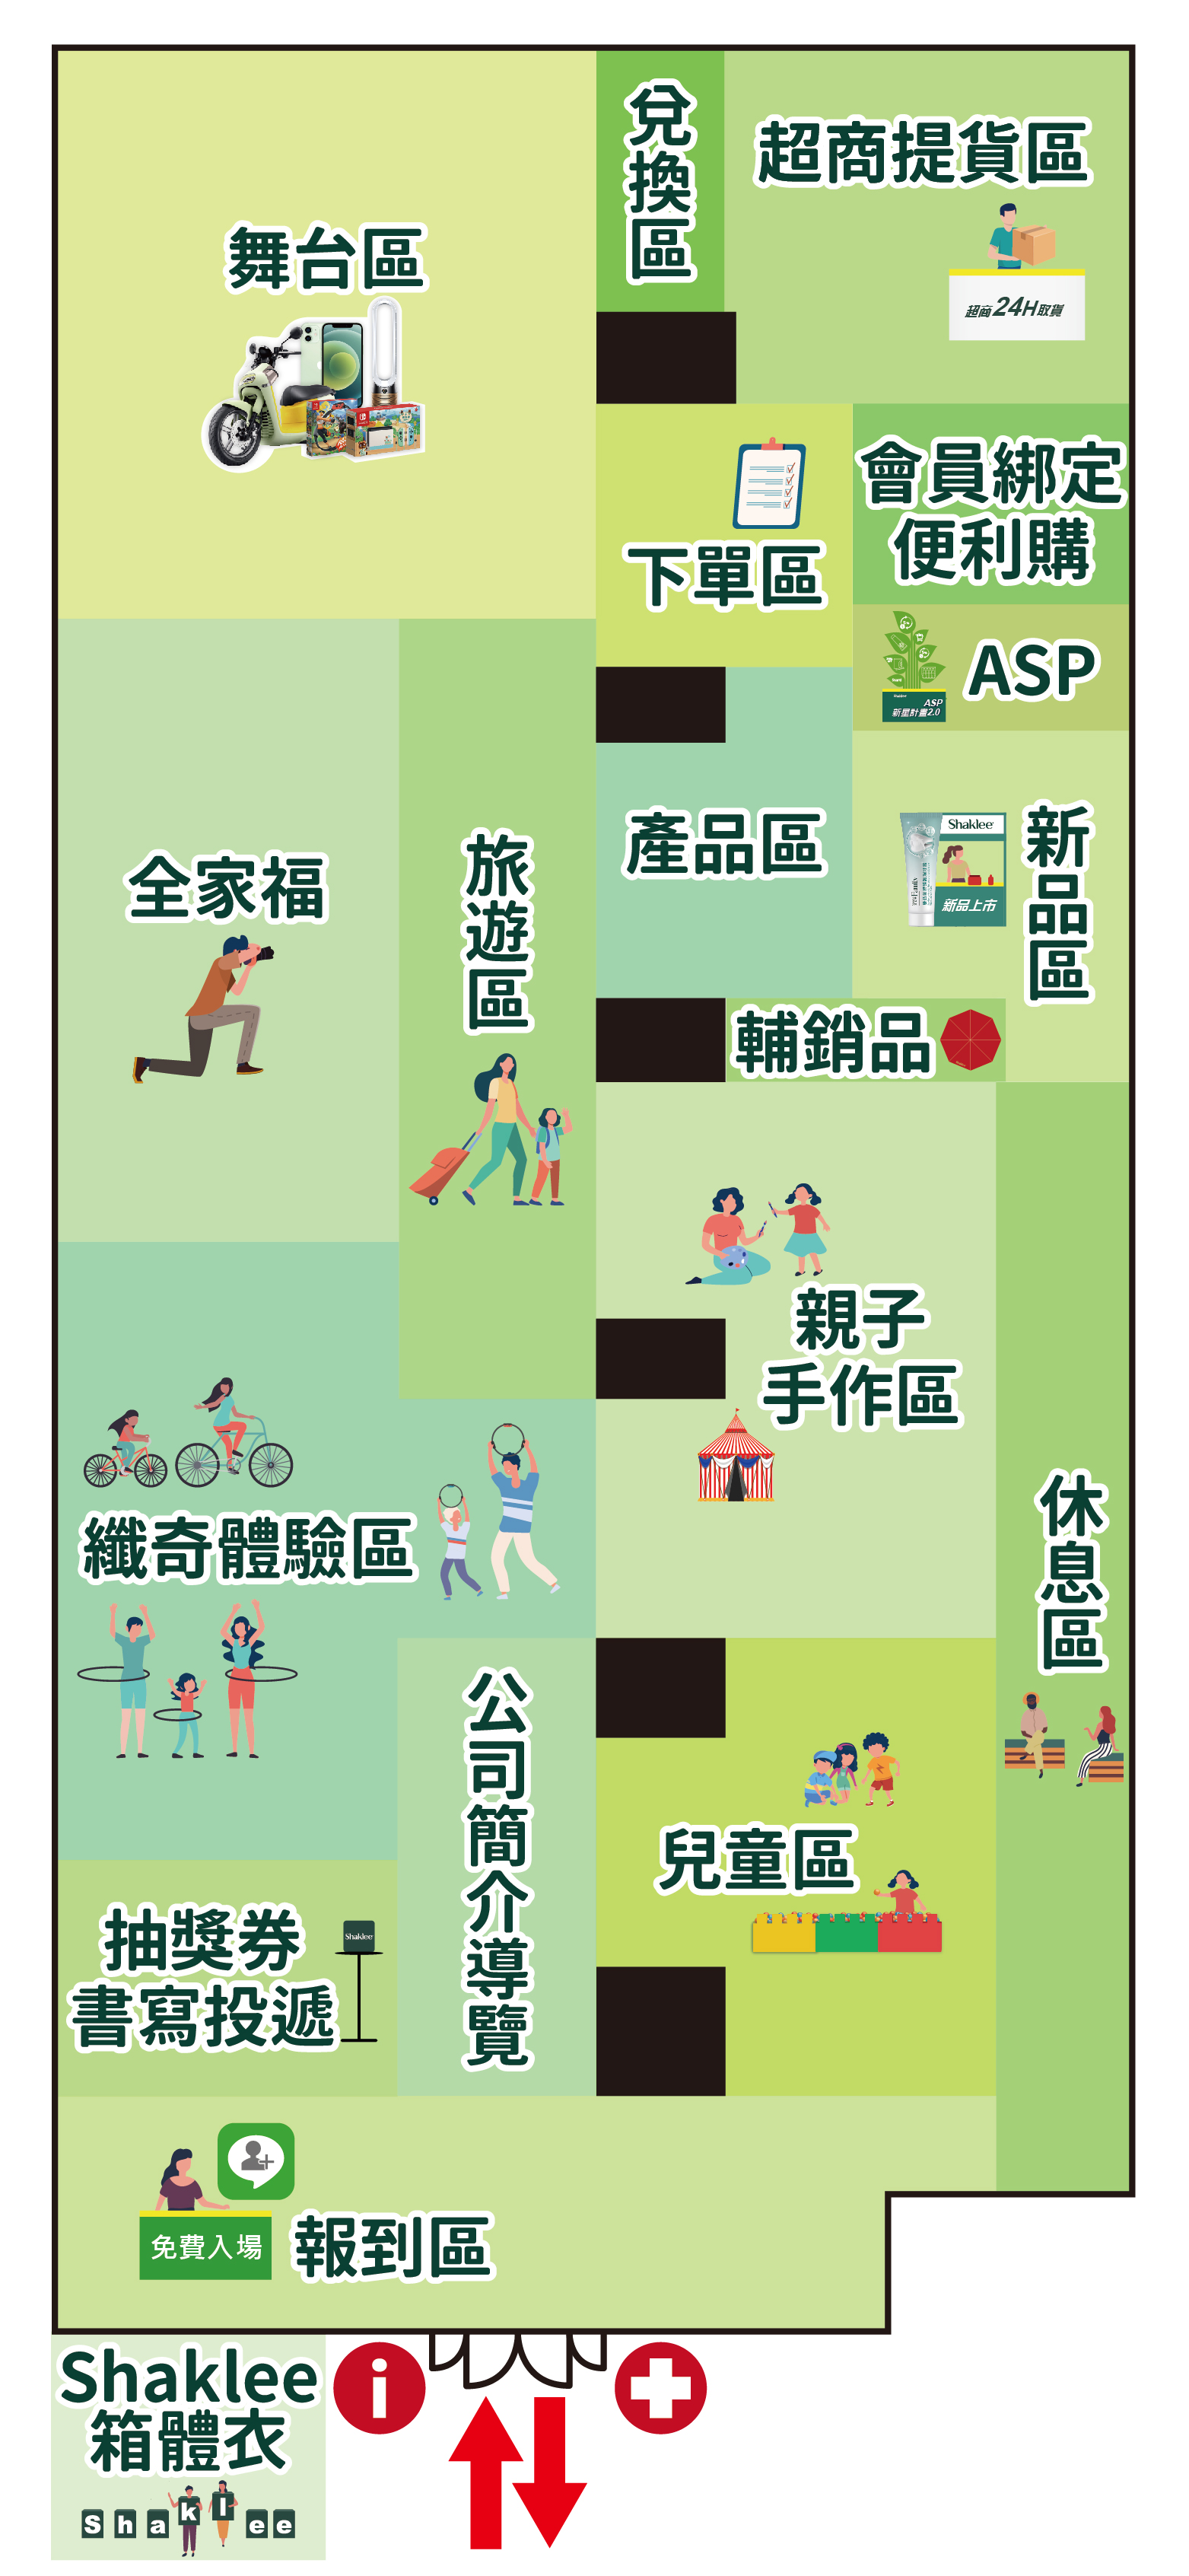 兌換區
超商提貨區
超商24H取貨
舞台區
會員綁定
便利購
下單區
ASP
ASP
新星計畫2.0
產品區
新品區
Shaklee
新品上市
全家福
旅遊區
輔銷品
親子
手作區
休息區
纖奇體驗區
公司簡介導覽
兒童區
抽獎券
書寫投遞
Shaklee
免費入場
報到區
Shaklee
箱體衣
Shaklee